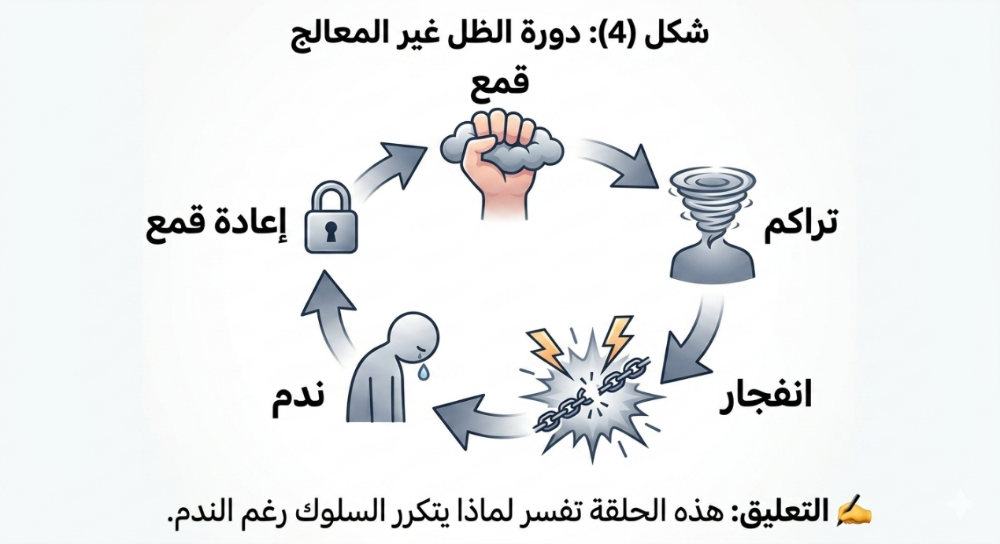 شكل (4): دورة الظل غير المعالج
قمع
تراكم
انفجار
ندم
إعادة قمع
✍️ التعليق: هذه الحلقة تفسر لماذا يتكرر السلوك رغم الندم.